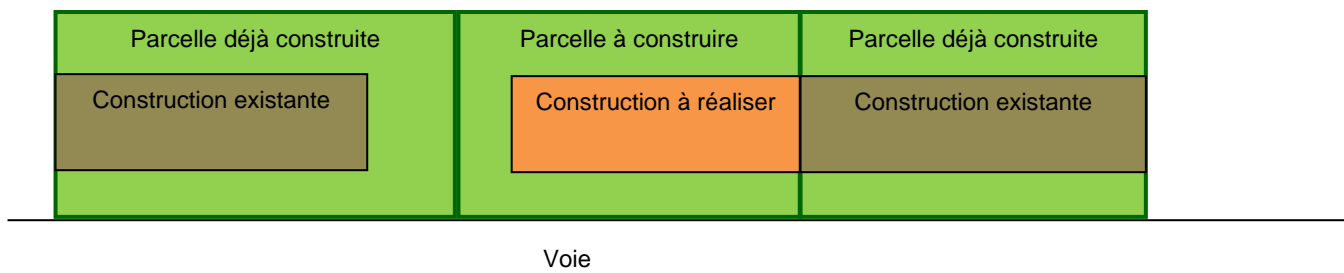 Parcelle déjà construite
Parcelle à construire
Parcelle déjà construite
Construction existante
Construction à réaliser
Construction existante
Voie